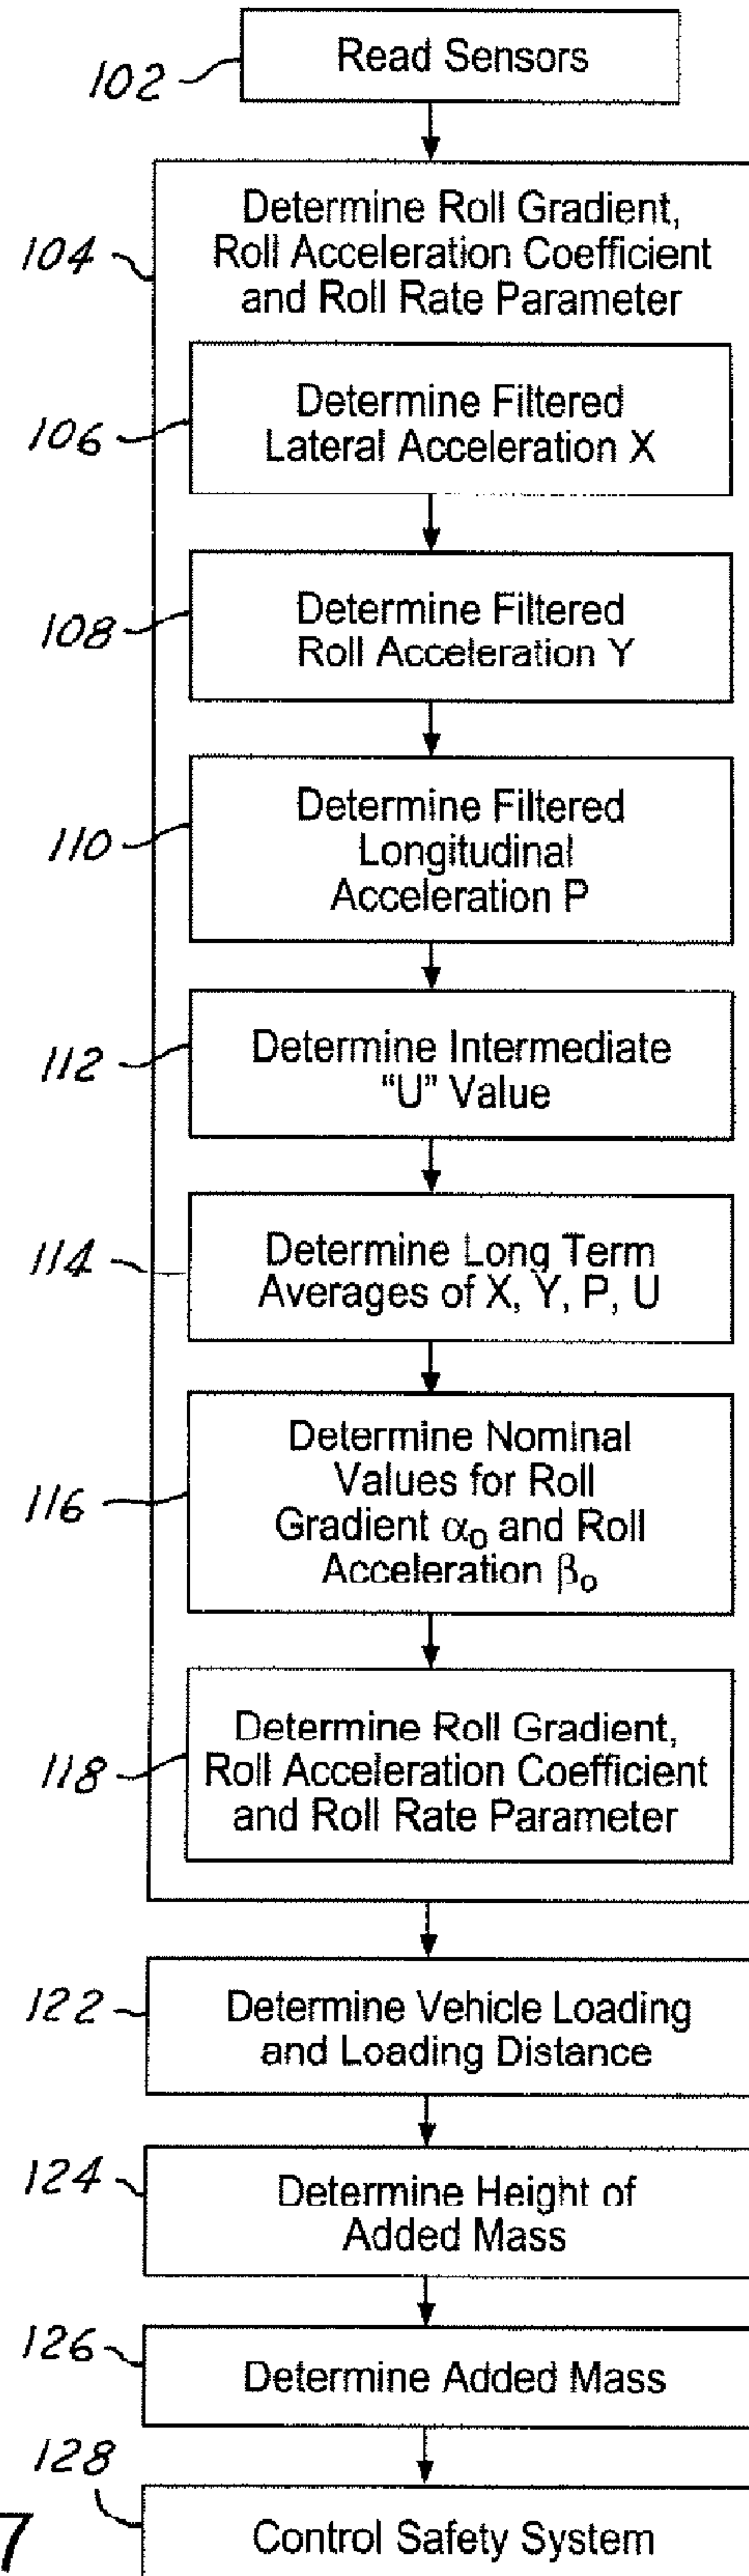 102
Read Sensors
104
Determine Roll Gradient,
Roll Acceleration Coefficient
and Roll Rate Parameter
106
Determine Filtered
Lateral Acceleration X
108
Determine Filtered
Roll Acceleration Y
110
Determine Filtered
Longitudinal
Acceleration P
112
Determine Intermediate
“U” Value
114
Determine Long Term
Averages of X, Y, P, U
116
Determine Nominal
Values for Roll
Gradient α₀ and Roll
Acceleration β₀
118
Determine Roll Gradient,
Roll Acceleration Coefficient
and Roll Rate Parameter
122
Determine Vehicle Loading
and Loading Distance
124
Determine Height of
Added Mass
126
Determine Added Mass
128
Control Safety System
7